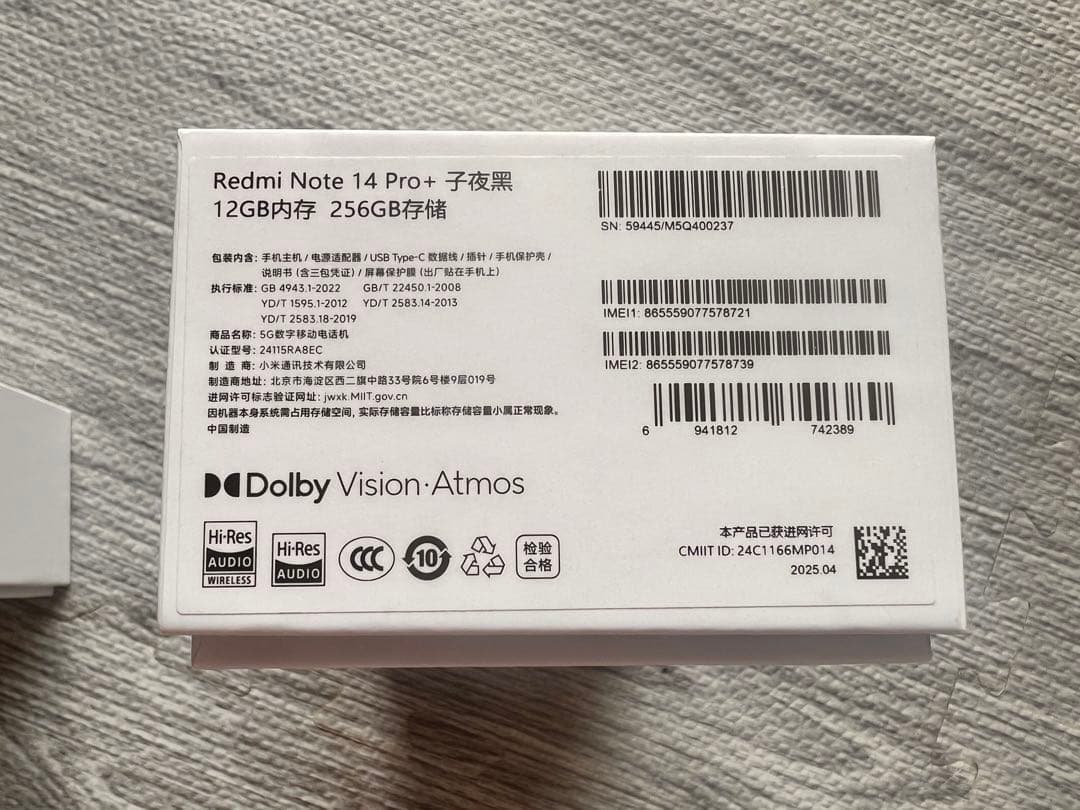 Redmi Note 14 Pro+ 子夜黑
12GB内存 256GB存储
包装内含: 手机主机 / 电源适配器 / USB Type-C 数据线 / 插针 / 手机保护壳 /
说明书 (含三包凭证) / 屏幕保护膜 (出厂贴在手机上)
执行标准: GB 4943.1-2022 GB/T 22450.1-2008
YD/T 1595.1-2012 YD/T 2583.14-2013
YD/T 2583.18-2019
商品名称: 5G数字移动电话机
认证型号: 24115RA8EC
制 造 商: 小米通讯技术有限公司
制造商地址: 北京市海淀区西二旗中路33号院6号楼9层019号
进网许可标志验证网址: jwxk.MIIT.gov.cn
因机器本身系统需占用存储空间, 实际存储容量比标称存储容量小属正常现象。
中国制造
SN: 59445/M5Q400237
IMEI1: 865559077578721
IMEI2: 865559077578739
6 941812 742389
Dolby Vision·Atmos
Hi-Res
AUDIO
WIRELESS
Hi-Res
AUDIO
CCC
10
检验
合格
本产品已获进网许可
CMIIT ID: 24C1166MP014
2025.04